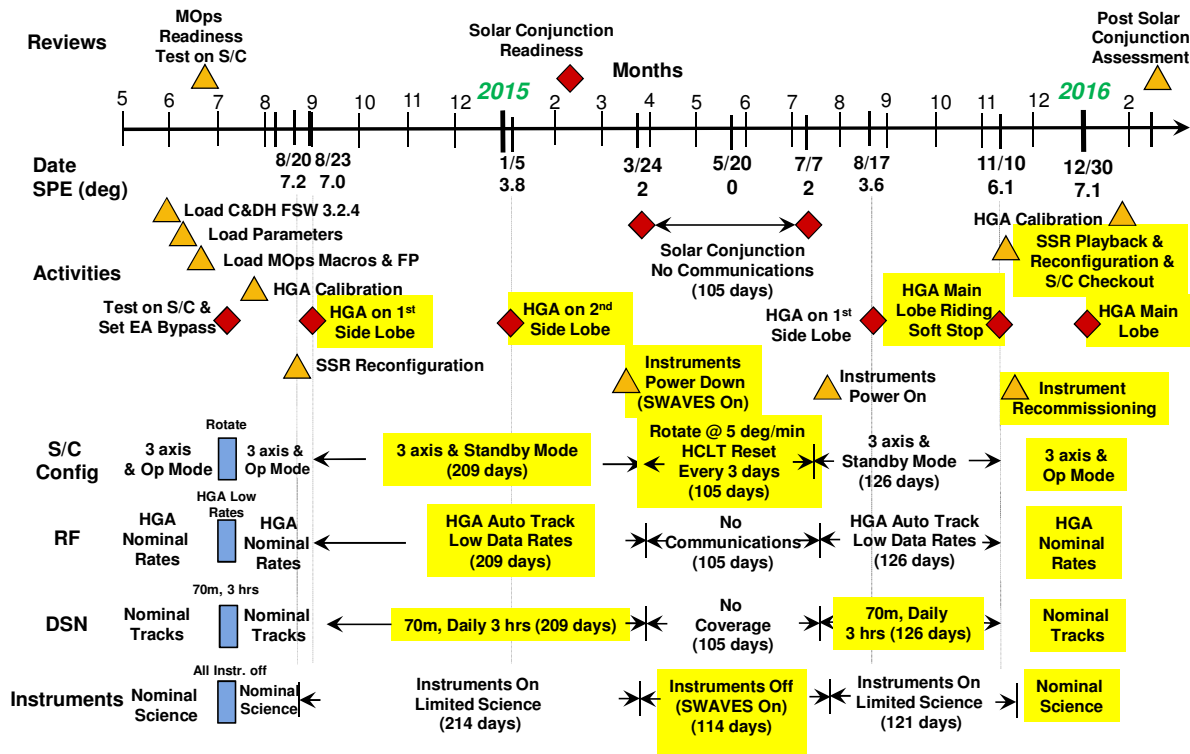 Reviews
MOps
Readiness
Test on S/C
Solar Conjunction
Readiness
Post Solar
Conjunction
Assessment
Months
5 6 7 8 9 10 11 12 2015 2 3 4 5 6 7 8 9 10 11 12 2016 2
Date
SPE (deg)
8/20
7.2
8/23
7.0
1/5
3.8
3/24
2
5/20
0
7/7
2
8/17
3.6
11/10
6.1
12/30
7.1
Activities
Load C&DH FSW 3.2.4
Load Parameters
Load MOps Macros & FP
HGA Calibration
Test on S/C &
Set EA Bypass
HGA on 1st
Side Lobe
SSR Reconfiguration
HGA on 2nd
Side Lobe
Solar Conjunction
No Communications
(105 days)
Instruments
Power Down
(SWAVES On)
HGA on 1st
Side Lobe
Instruments
Power On
HGA Main
Lobe Riding
Soft Stop
HGA Calibration
SSR Playback &
Reconfiguration &
S/C Checkout
HGA Main
Lobe
Instrument
Recommissioning
S/C
Config
3 axis
& Op Mode
Rotate
3 axis
& Op Mode
3 axis & Standby Mode
(209 days)
Rotate @ 5 deg/min
HCLT Reset
Every 3 days
(105 days)
3 axis &
Standby Mode
(126 days)
3 axis &
Op Mode
RF
HGA
Nominal
Rates
HGA Low
Rates
HGA
Nominal
Rates
HGA Auto Track
Low Data Rates
(209 days)
No
Communications
(105 days)
HGA Auto Track
Low Data Rates
(126 days)
HGA
Nominal
Rates
DSN
Nominal
Tracks
70m, 3 hrs
Nominal
Tracks
70m, Daily 3 hrs (209 days)
No
Coverage
(105 days)
70m, Daily
3 hrs (126 days)
Nominal
Tracks
Instruments
Nominal
Science
All Instr. off
Nominal
Science
Instruments On
Limited Science
(214 days)
Instruments Off
(SWAVES On)
(114 days)
Instruments On
Limited Science
(121 days)
Nominal
Science